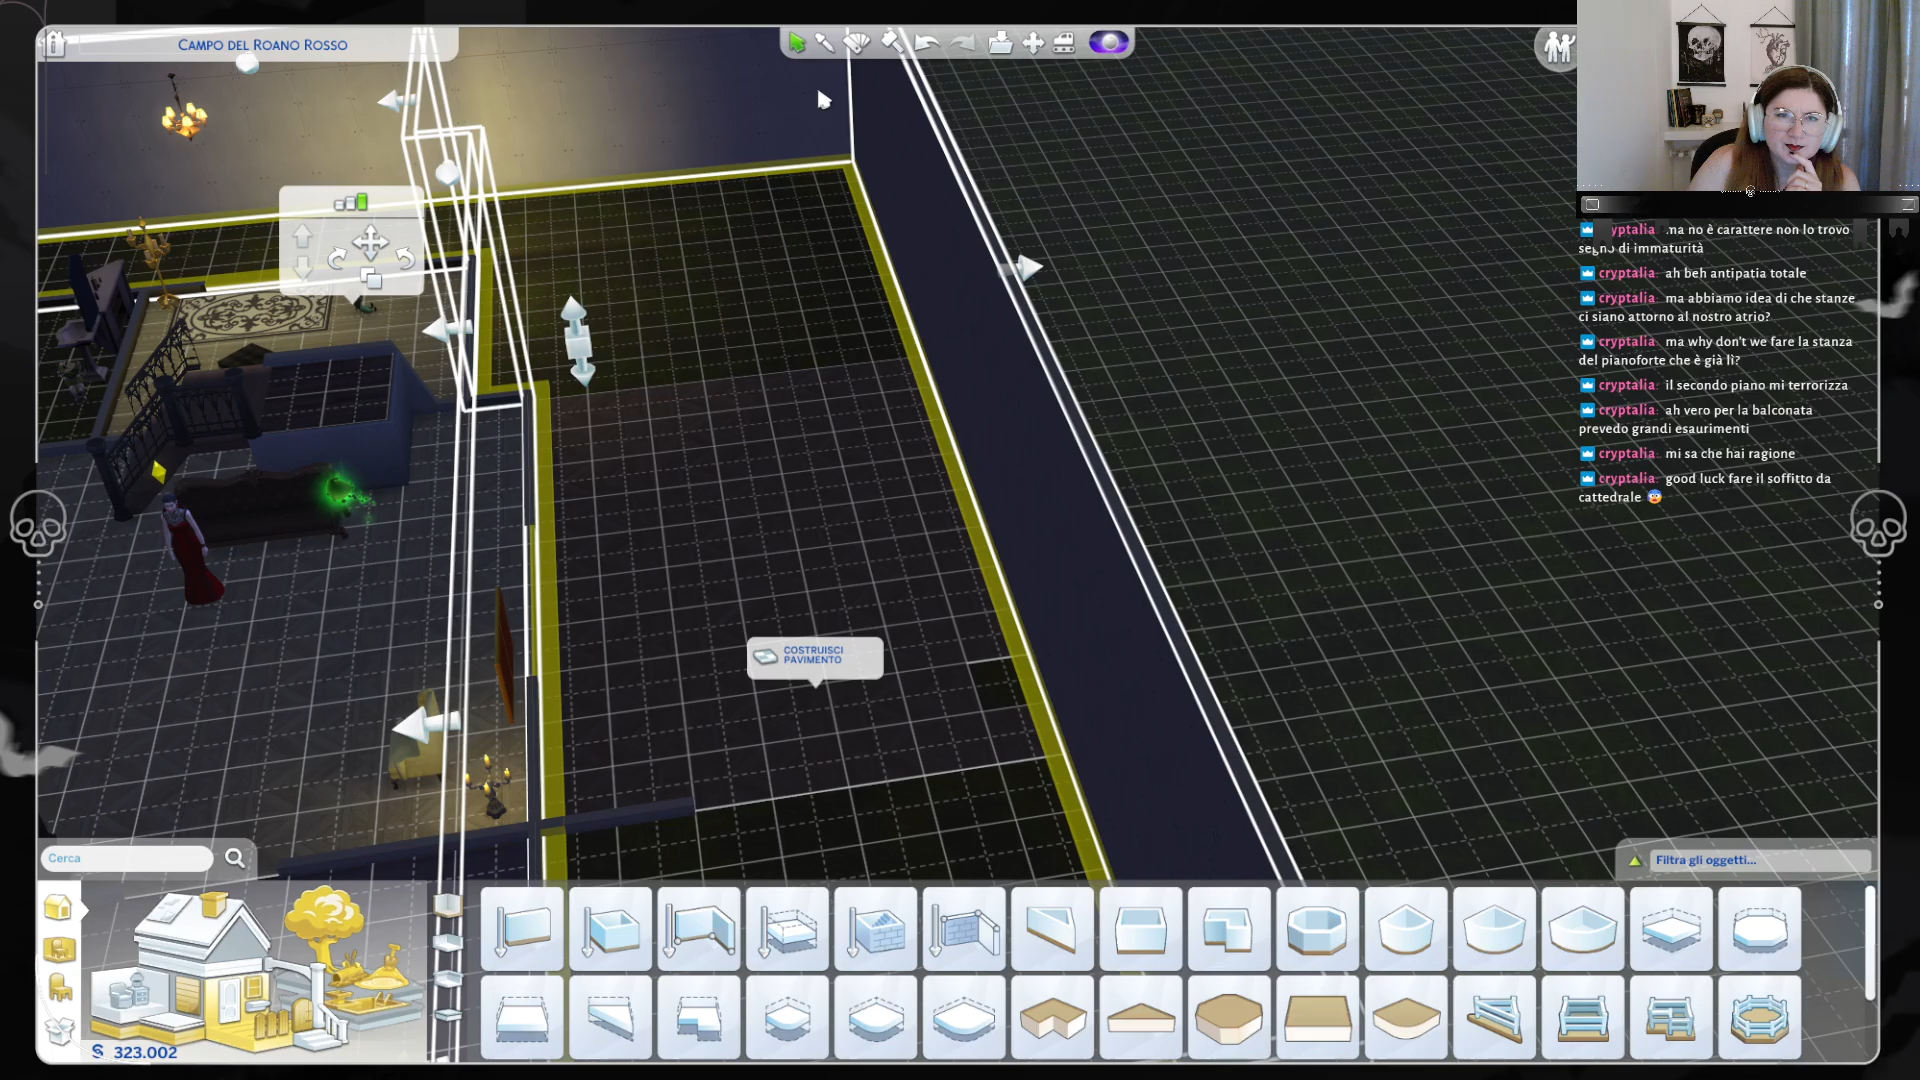 CAMPO DEL ROANO ROSSO
COSTRUISCI
PAVIMENTO
yptalia: ma no è carattere non lo trovo
segno di immaturità
cryptalia: ah beh antipatia totale
cryptalia: ma abbiamo idea di che stanze
ci siano attorno al nostro atrio?
cryptalia: ma why don't we fare la stanza
del pianoforte che è già lì?
cryptalia: il secondo piano mi terrorizza
cryptalia: ah vero per la balconata
prevedo grandi esaurimenti
cryptalia: mi sa che hai ragione
cryptalia: good luck fare il soffitto da
cattedrale 😨
Cerca
Filtra gli oggetti...
§ 323.002